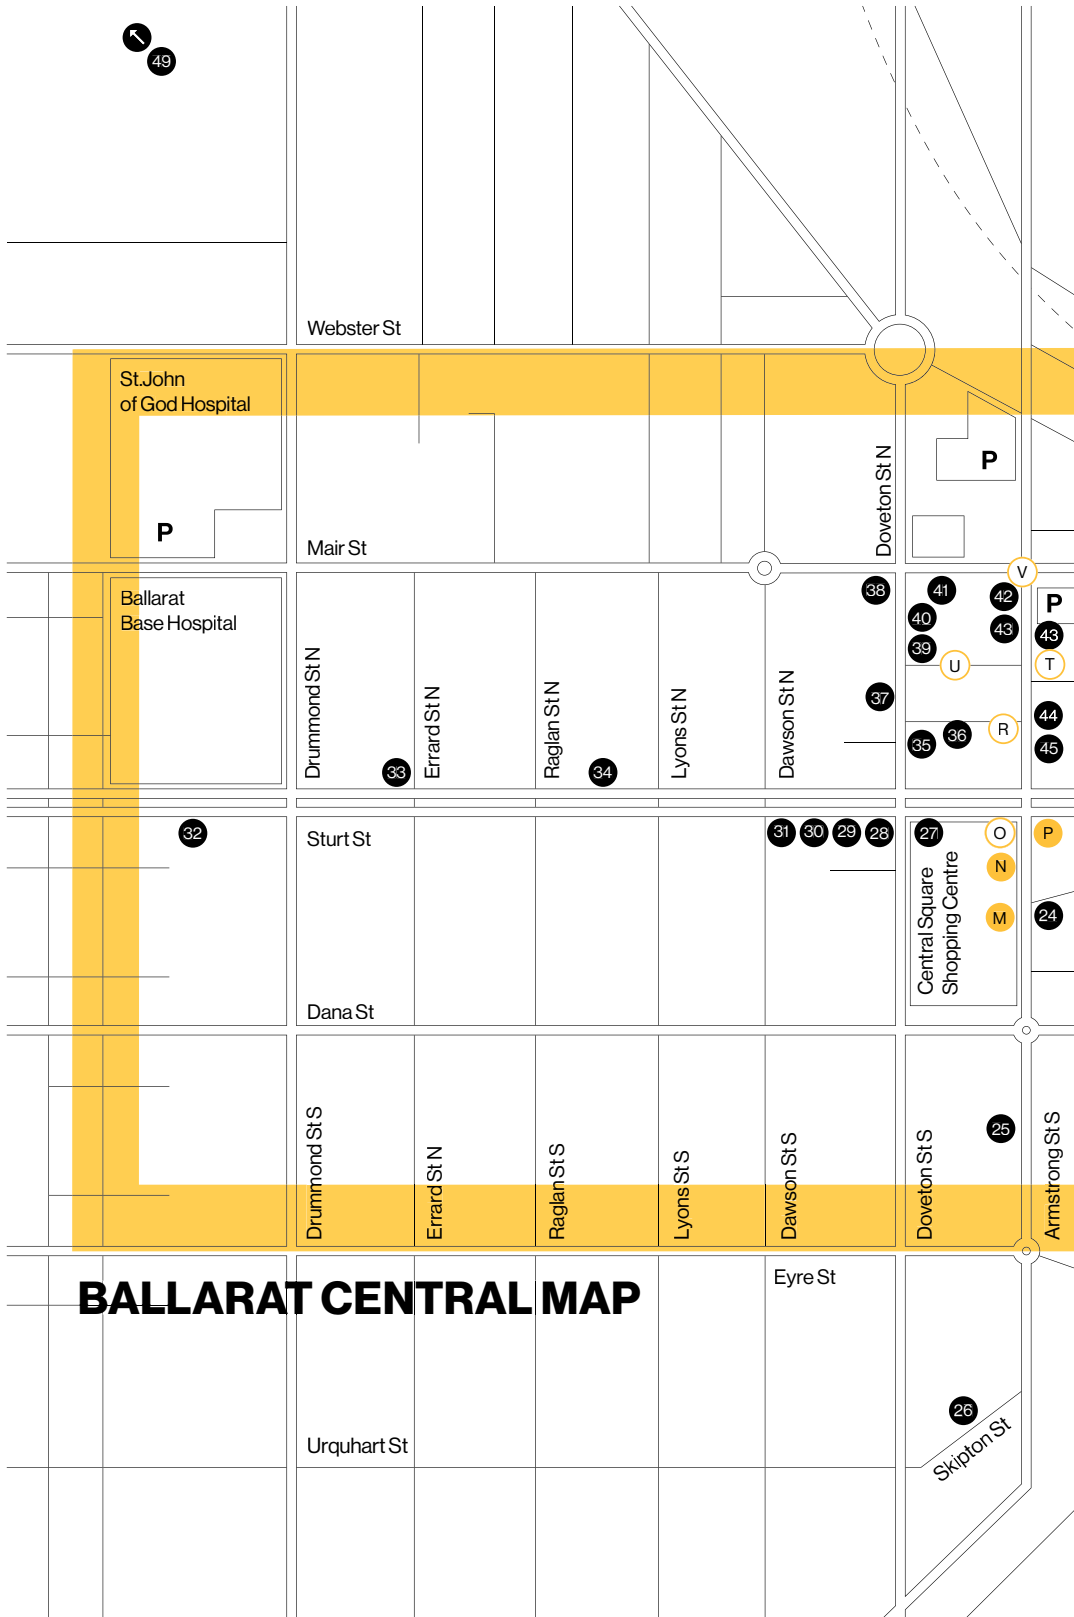 49
Webster St
St.John
of God Hospital
P
Doveton St N
P
Mair St
V
Ballarat
Base Hospital
38
41
42
P
40
43
43
39
U
T
Drummond St N
Errard St N
Raglan St N
Lyons St N
Dawson St N
37
44
R
36
35
45
33
34
32
Sturt St
31
30
29
28
27
O
P
N
M
24
Central Square
Shopping Centre
Dana St
25
Drummond St S
Errard St N
Raglan St S
Lyons St S
Dawson St S
Doveton St S
Armstrong St S
Eyre St
BALLARAT CENTRAL MAP
26
Skipton St
Urquhart St